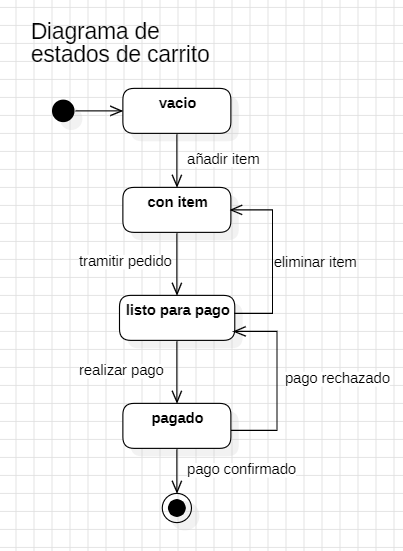 Diagrama de
estados de carrito
vacio
añadir item
con item
tramitir pedido
eliminar item
listo para pago
realizar pago
pago rechazado
pagado
pago confirmado